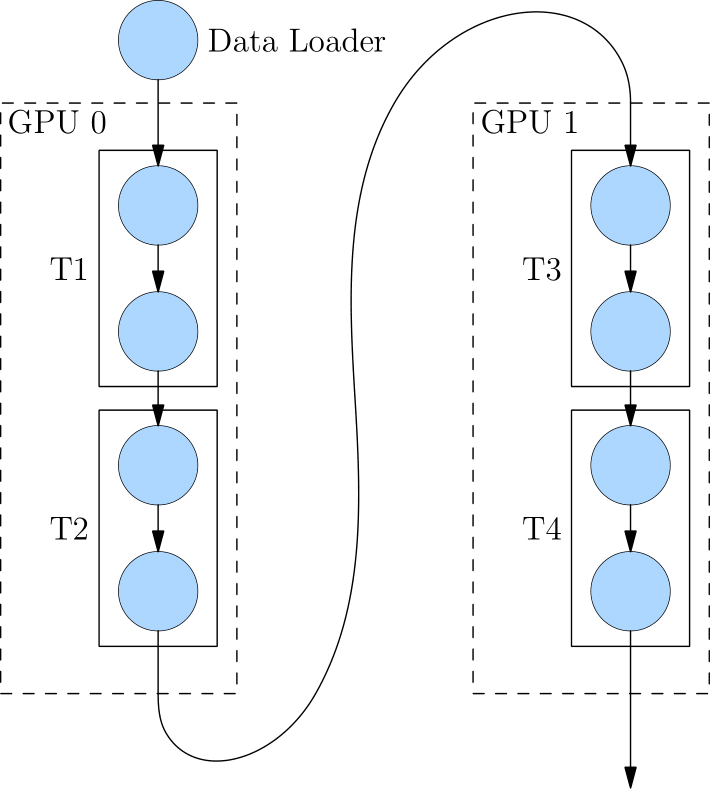 Data Loader
GPU 0
T1
T2
GPU 1
T3
T4